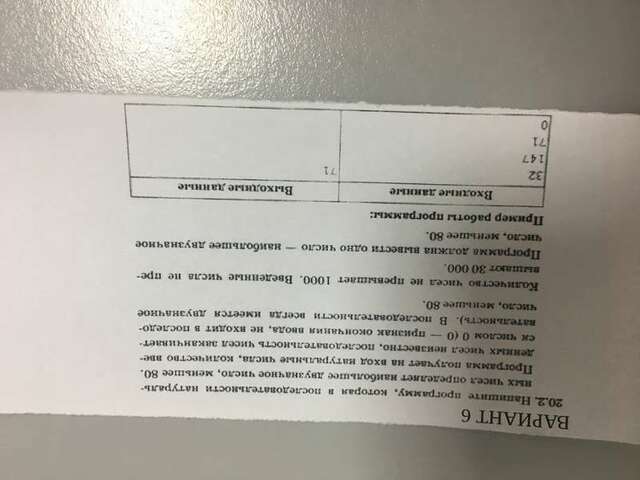 ВАРИАНТ 6
20.2. Напишите программу, которая в последовательности натураль-
ных чисел определяет наибольшее двузначное число, меньшее 80.
Программа получает на вход натуральные числа, количество вве-
денных чисел неизвестно, последовательность чисел заканчивает-
ся числом 0 (0 — признак окончания ввода, не входит в последо-
вательность). В последовательности всегда имеется двузначное
число, меньшее 80.
Количество чисел не превышает 1000. Введенные числа не пре-
вышают 30 000.
Программа должна вывести одно число — наибольшее двузначное
число, меньшее 80.
Пример работы программы:
Входные данные Выходные данные
32 71
147
71
0